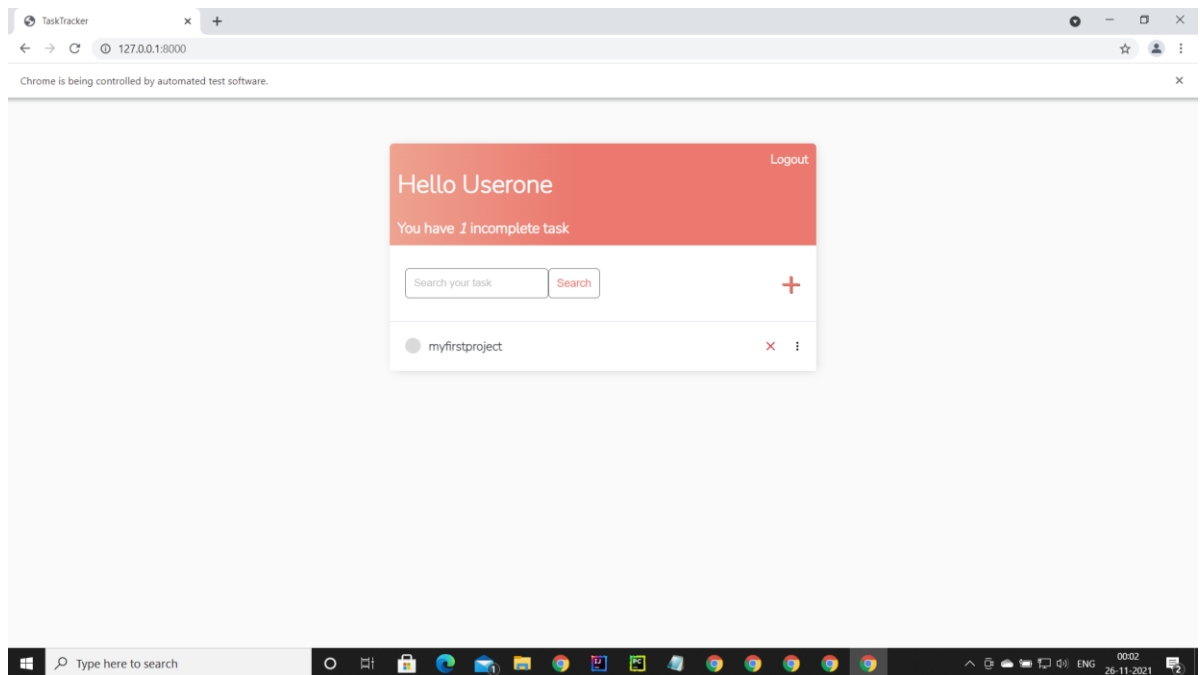 TaskTracker
127.0.0.1:8000
Chrome is being controlled by automated test software.
Logout
Hello Userone
You have 1 incomplete task
Search your task Search
myfirstproject
Type here to search
ENG
00:02
26-11-2021